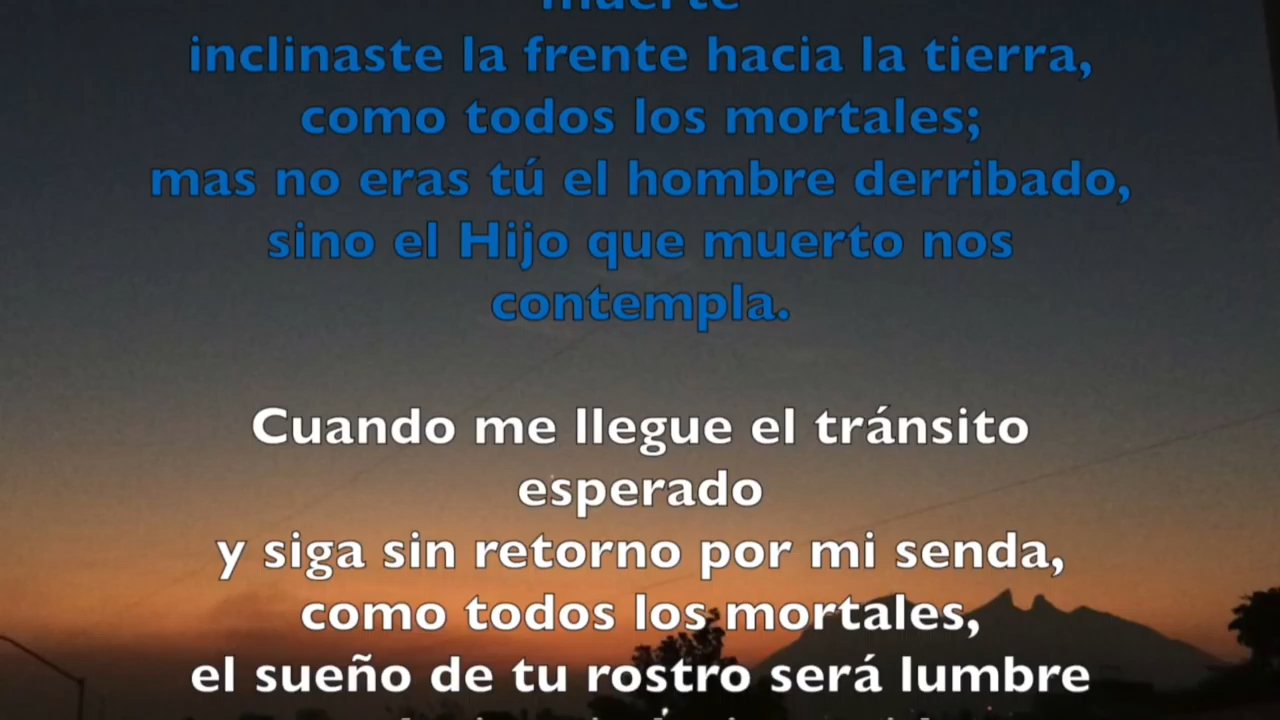 muerte
inclinaste la frente hacia la tierra,
como todos los mortales;
mas no eras tú el hombre derribado,
sino el Hijo que muerto nos
contempla.
Cuando me llegue el tránsito
esperado
y siga sin retorno por mi senda,
como todos los mortales,
el sueño de tu rostro será lumbre